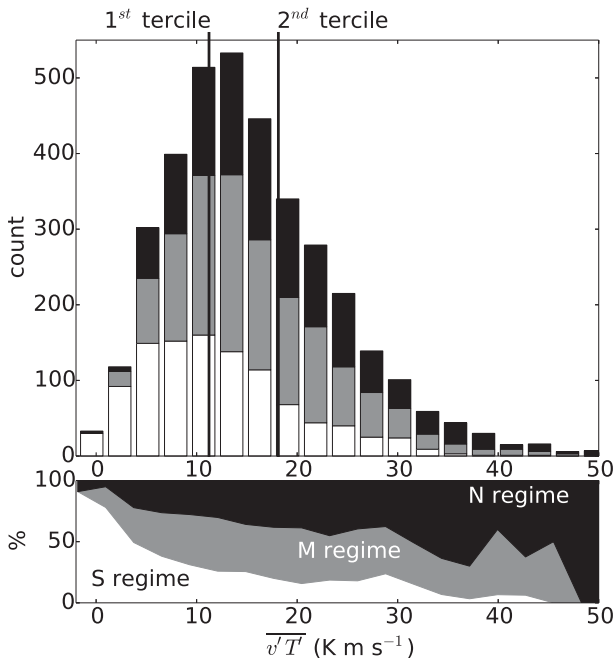 1ˢᵗ tercile 2ⁿᵈ tercile
500
400
300
200
100
0
count
0 10 20 30 40 50
100
50
0
%
N regime
M regime
S regime
0 10 20 30 40 50
v′T′ (K m s⁻¹)